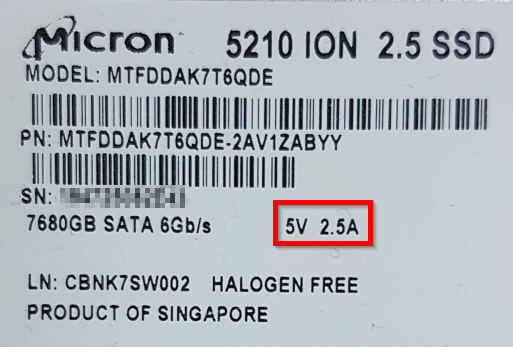 Micron 5210 ION 2.5 SSD
MODEL: MTFDDAK7T6QDE
PN: MTFDDAK7T6QDE-2AV1ZABYY
SN:
7680GB SATA 6Gb/s 5V 2.5A
LN: CBNK7SW002 HALOGEN FREE
PRODUCT OF SINGAPORE